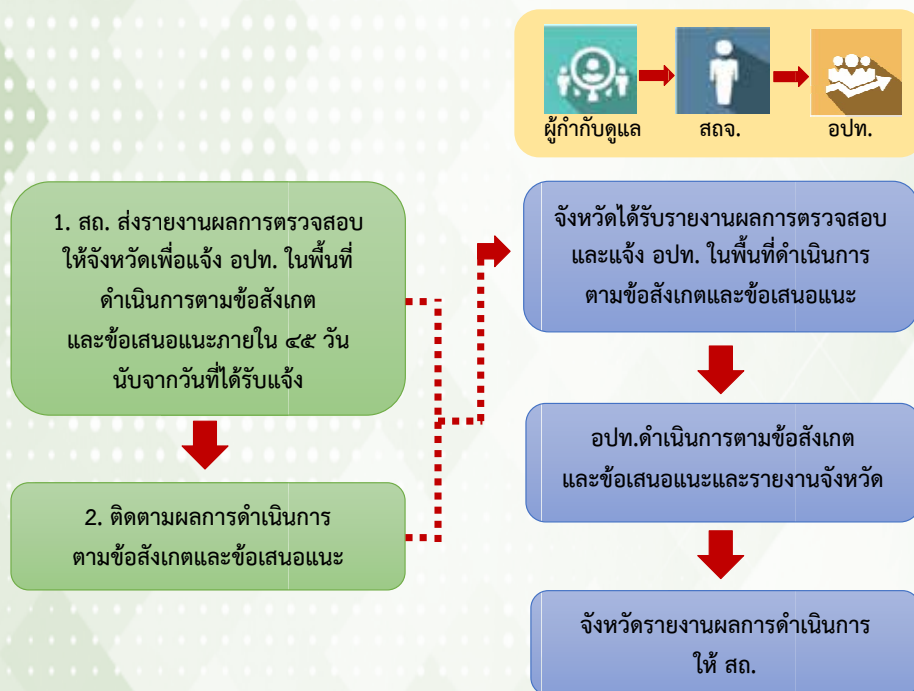 ผู้กำกับดูแล
สถจ.
อปท.
1. สถ. ส่งรายงานผลการตรวจสอบ
ให้จังหวัดเพื่อแจ้ง อปท. ในพื้นที่
ดำเนินการตามข้อสังเกต
และข้อเสนอแนะภายใน ๔๕ วัน
นับจากวันที่ได้รับแจ้ง
2. ติดตามผลการดำเนินการ
ตามข้อสังเกตและข้อเสนอแนะ
จังหวัดได้รับรายงานผลการตรวจสอบ
และแจ้ง อปท. ในพื้นที่ดำเนินการ
ตามข้อสังเกตและข้อเสนอแนะ
อปท.ดำเนินการตามข้อสังเกต
และข้อเสนอแนะและรายงานจังหวัด
จังหวัดรายงานผลการดำเนินการ
ให้ สถ.